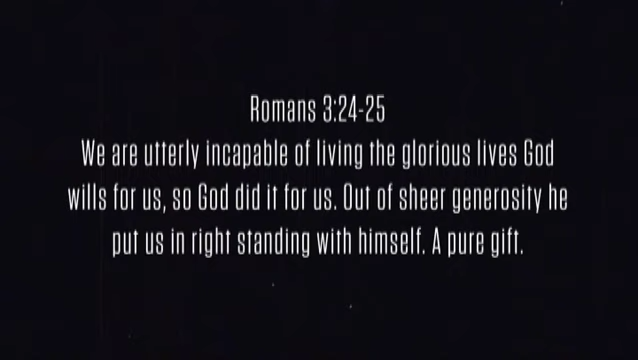 Romans 3:24-25
We are utterly incapable of living the glorious lives God
wills for us, so God did it for us. Out of sheer generosity he
put us in right standing with himself. A pure gift.